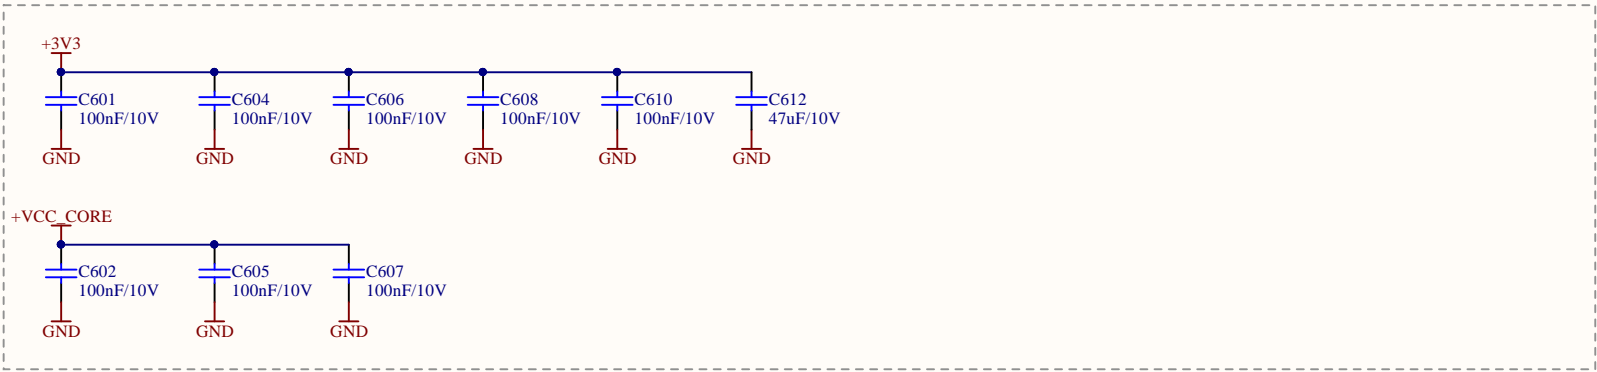 +3V3
C601 C604 C606 C608 C610 C612
100nF/10V 100nF/10V 100nF/10V 100nF/10V 100nF/10V 47uF/10V
GND GND GND GND GND GND
+VCC_CORE
C602 C605 C607
100nF/10V 100nF/10V 100nF/10V
GND GND GND